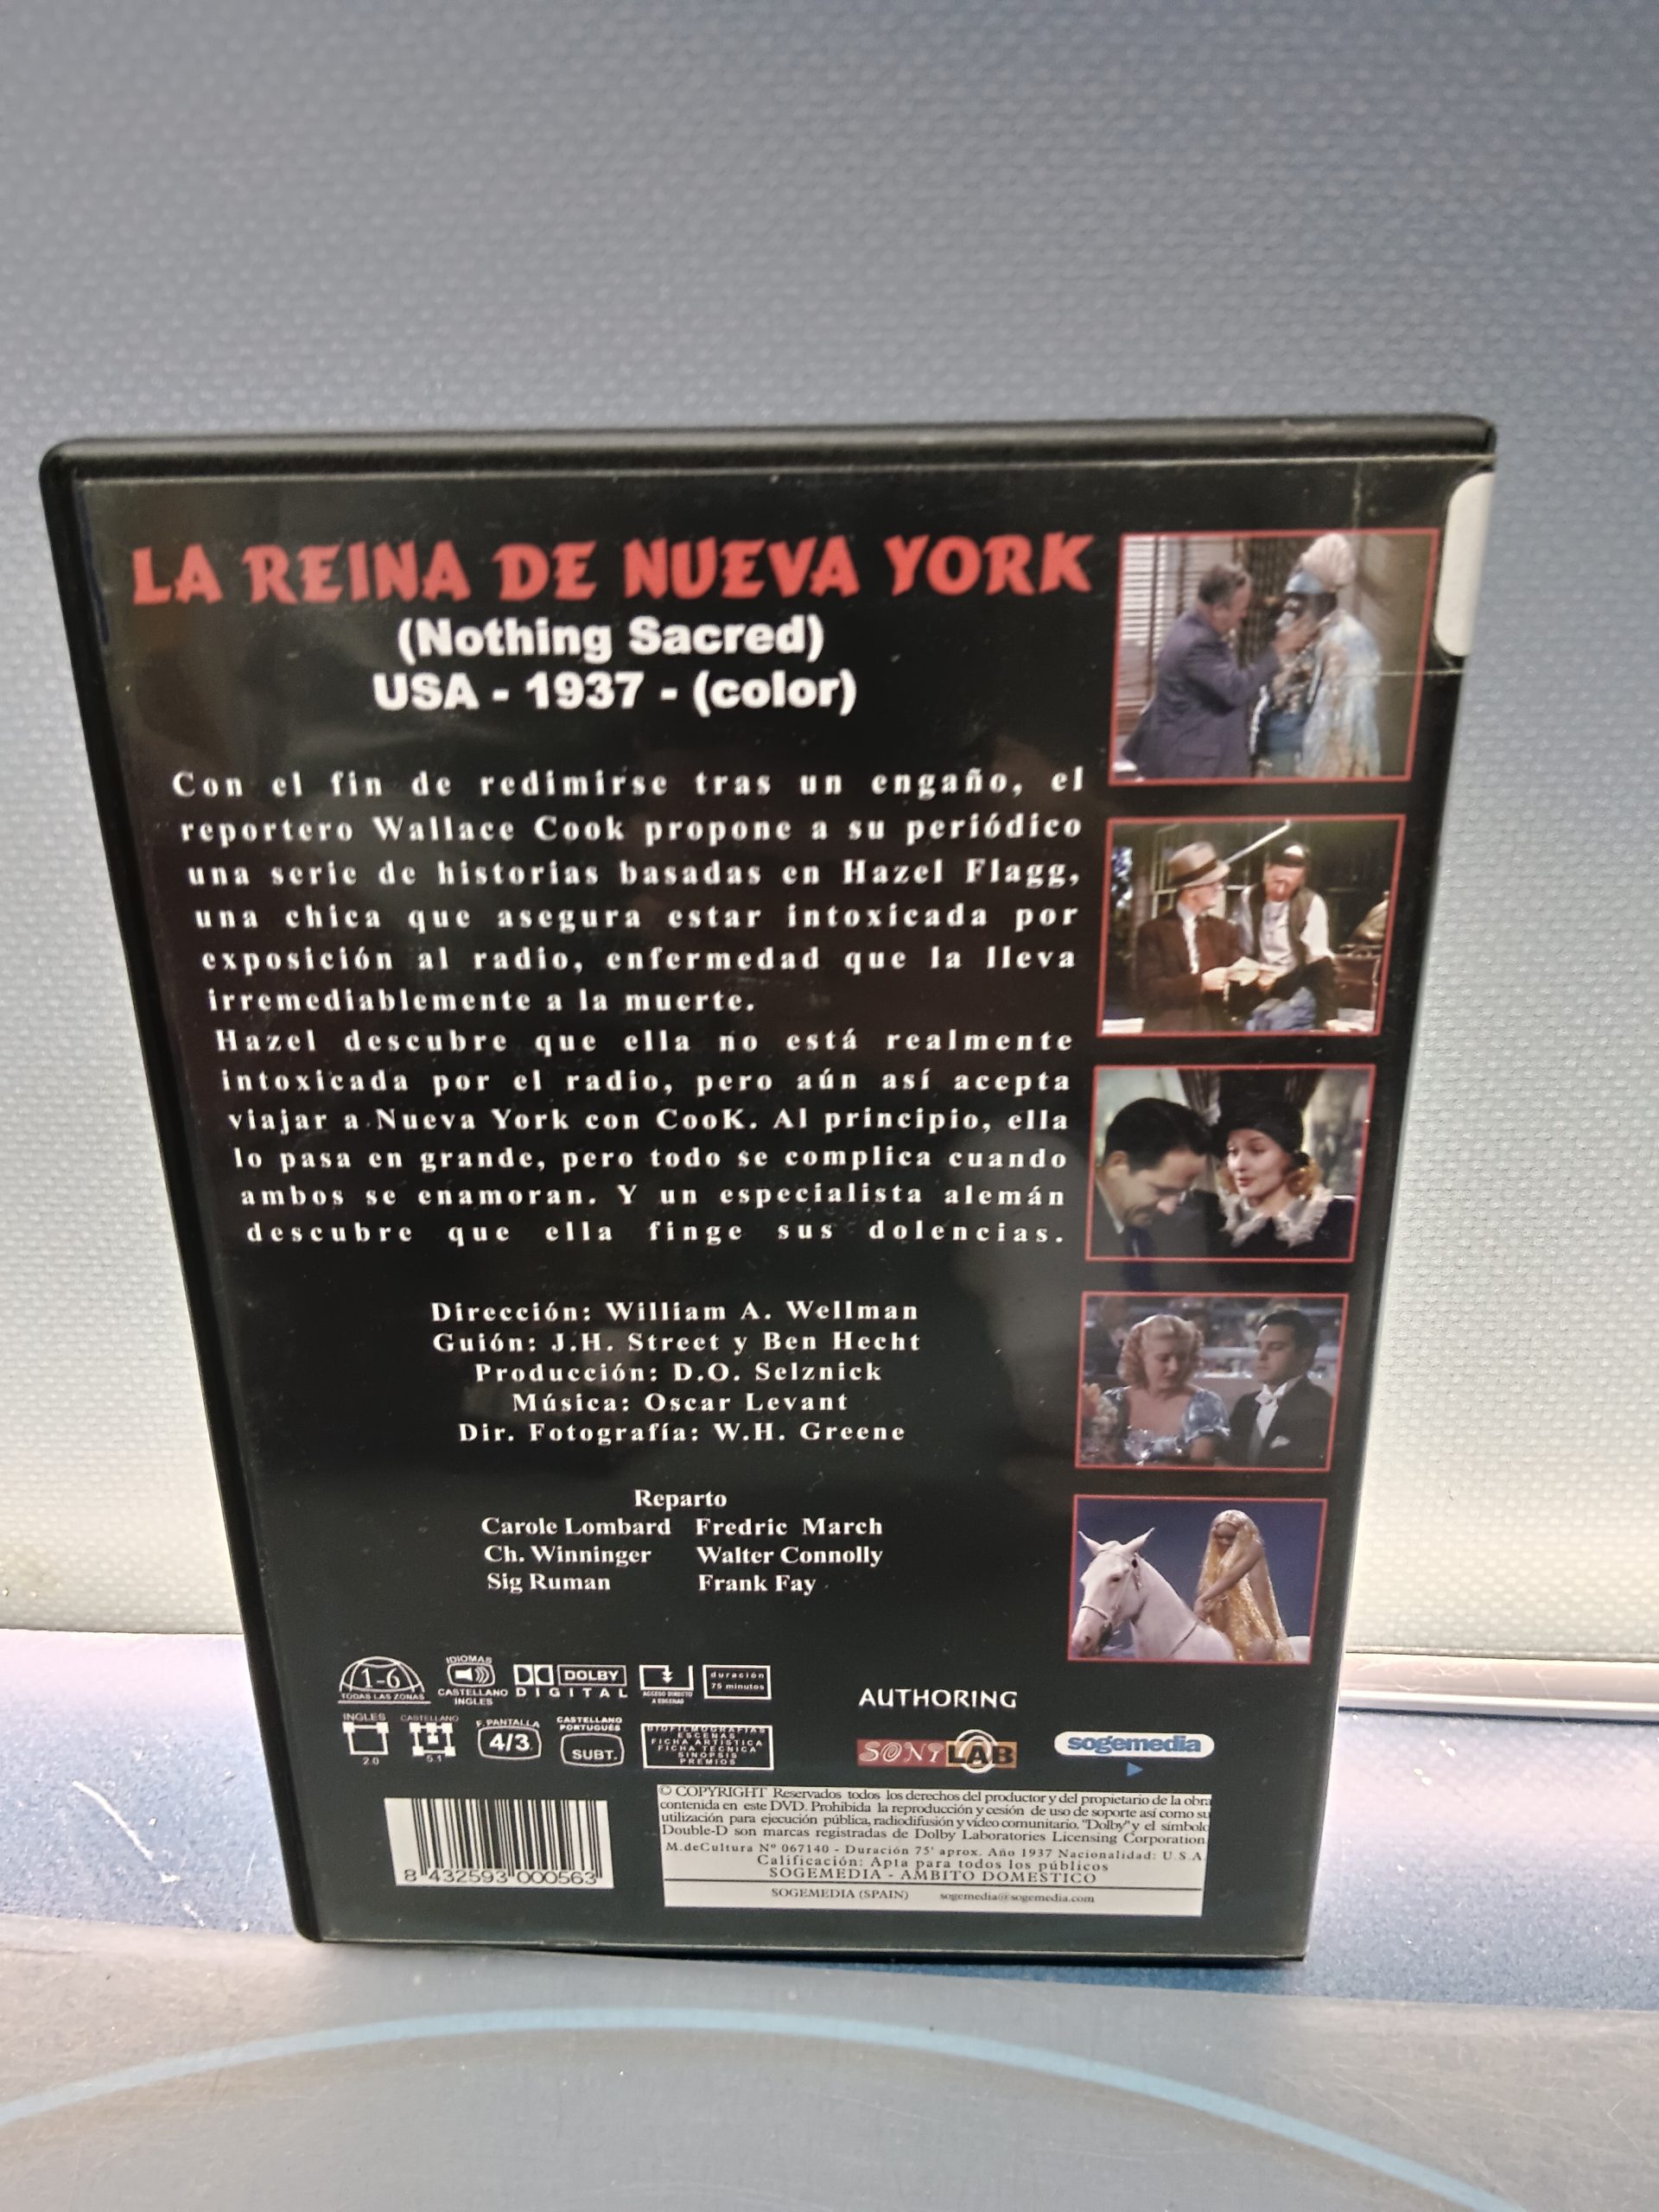 LA REINA DE NUEVA YORK
(Nothing Sacred)
USA - 1937 - (color)
Con el fin de redimirse tras un engaño, el
reportero Wallace Cook propone a su periódico
una serie de historias basadas en Hazel Flagg,
una chica que asegura estar intoxicada por
exposición al radio, enfermedad que la lleva
irremediablemente a la muerte.
Hazel descubre que ella no está realmente
intoxicada por el radio, pero aún así acepta
viajar a Nueva York con CooK. Al principio, ella
lo pasa en grande, pero todo se complica cuando
ambos se enamoran. Y un especialista alemán
descubre que ella finge sus dolencias.
Dirección: William A. Wellman
Guión: J.H. Street y Ben Hecht
Producción: D.O. Selznick
Música: Oscar Levant
Dir. Fotografía: W.H. Greene
Reparto
Carole Lombard Fredric March
Ch. Winninger Walter Connolly
Sig Ruman Frank Fay
1-6
TODAS LAS ZONAS
IDIOMAS
CASTELLANO
INGLES
DOLBY
DIGITAL
ACCESO DIRECTO
A ESCENAS
duración
75 minutos
INGLES
2.0
CASTELLANO
5.1
F. PANTALLA
4/3
CASTELLANO
PORTUGUÉS
SUBT.
BIOFILMOGRAFIAS
ESCENAS
FICHA ARTISTICA
FICHA TECNICA
SINOPSIS
PREMIOS
AUTHORING
SONY LAB
sogemedia
8 432593 000563
© COPYRIGHT Reservados todos los derechos del productor y del propietario de la obra
contenida en este DVD. Prohibida la reproducción y cesión de uso de soporte así como su
utilización para ejecución pública, radiodifusión y vídeo comunitario. "Dolby" y el símbolo
Double-D son marcas registradas de Dolby Laboratories Licensing Corporation
M.deCultura Nº 067140 - Duración 75' aprox. Año 1937 Nacionalidad: U.S.A
Calificación: Apta para todos los públicos
SOGEMEDIA - AMBITO DOMESTICO
SOGEMEDIA (SPAIN) sogemedia@sogemedia.com